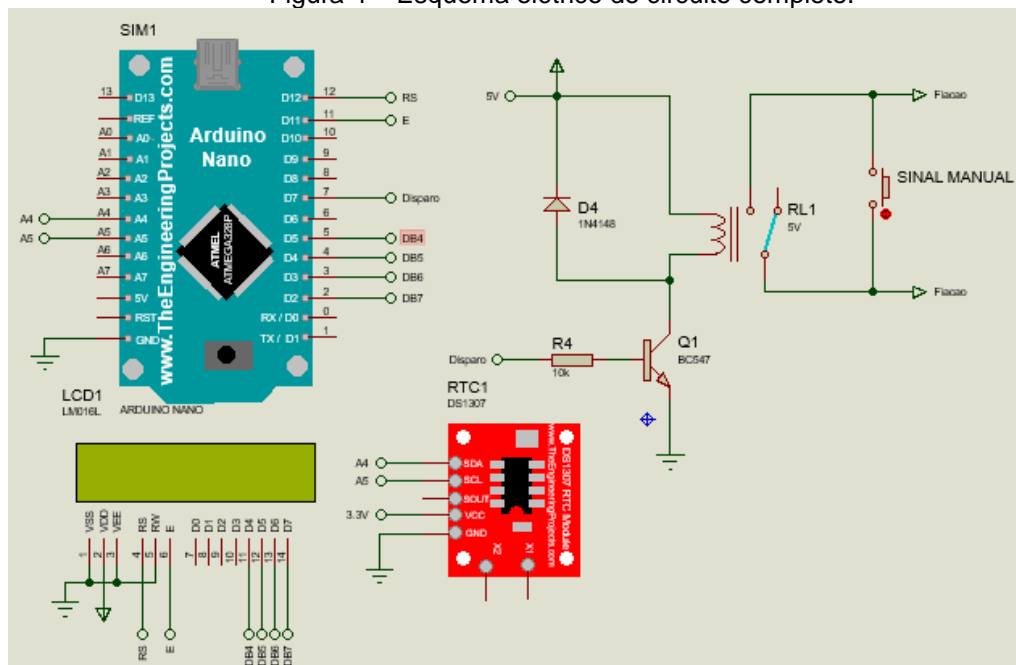 Figura 4 – Esquema elétrico do circuito completo.
SIM1
www.TheEngineeringProjects.com
Arduino
Nano
ATMEL
ATMEGA328P
13 D13
REF
A0 A0
A1 A1
A2 A2
A3 A3
A4 A4 A4
A5 A5 A5
A6 A6
A7 A7
5V
RST
GND
D12 12 RS
D11 11 E
D10 10
D9 9
D8 8
D7 7 Disparo
D6 6
D5 5 DB4
D4 4 DB5
D3 3 DB6
D2 2 DB7
RX / D0 0
TX / D1 1
ARDUINO NANO
5V
D4
1N4148
RL1
5V
Fiacao
SINAL MANUAL
Fiacao
Disparo
R4
10k
Q1
BC547
LCD1
LM016L
VSS VDD VEE RS RW E D0 D1 D2 D3 D4 D5 D6 D7
1 2 3 4 5 6 7 8 9 10 11 12 13 14
RS E DB4 DB5 DB6 DB7
RTC1
DS1307
A4 SDA
A5 SCL
SOUT
3.3V VCC
GND
www.TheEngineeringProjects.com
DS1307 RTC Module
X2 X1